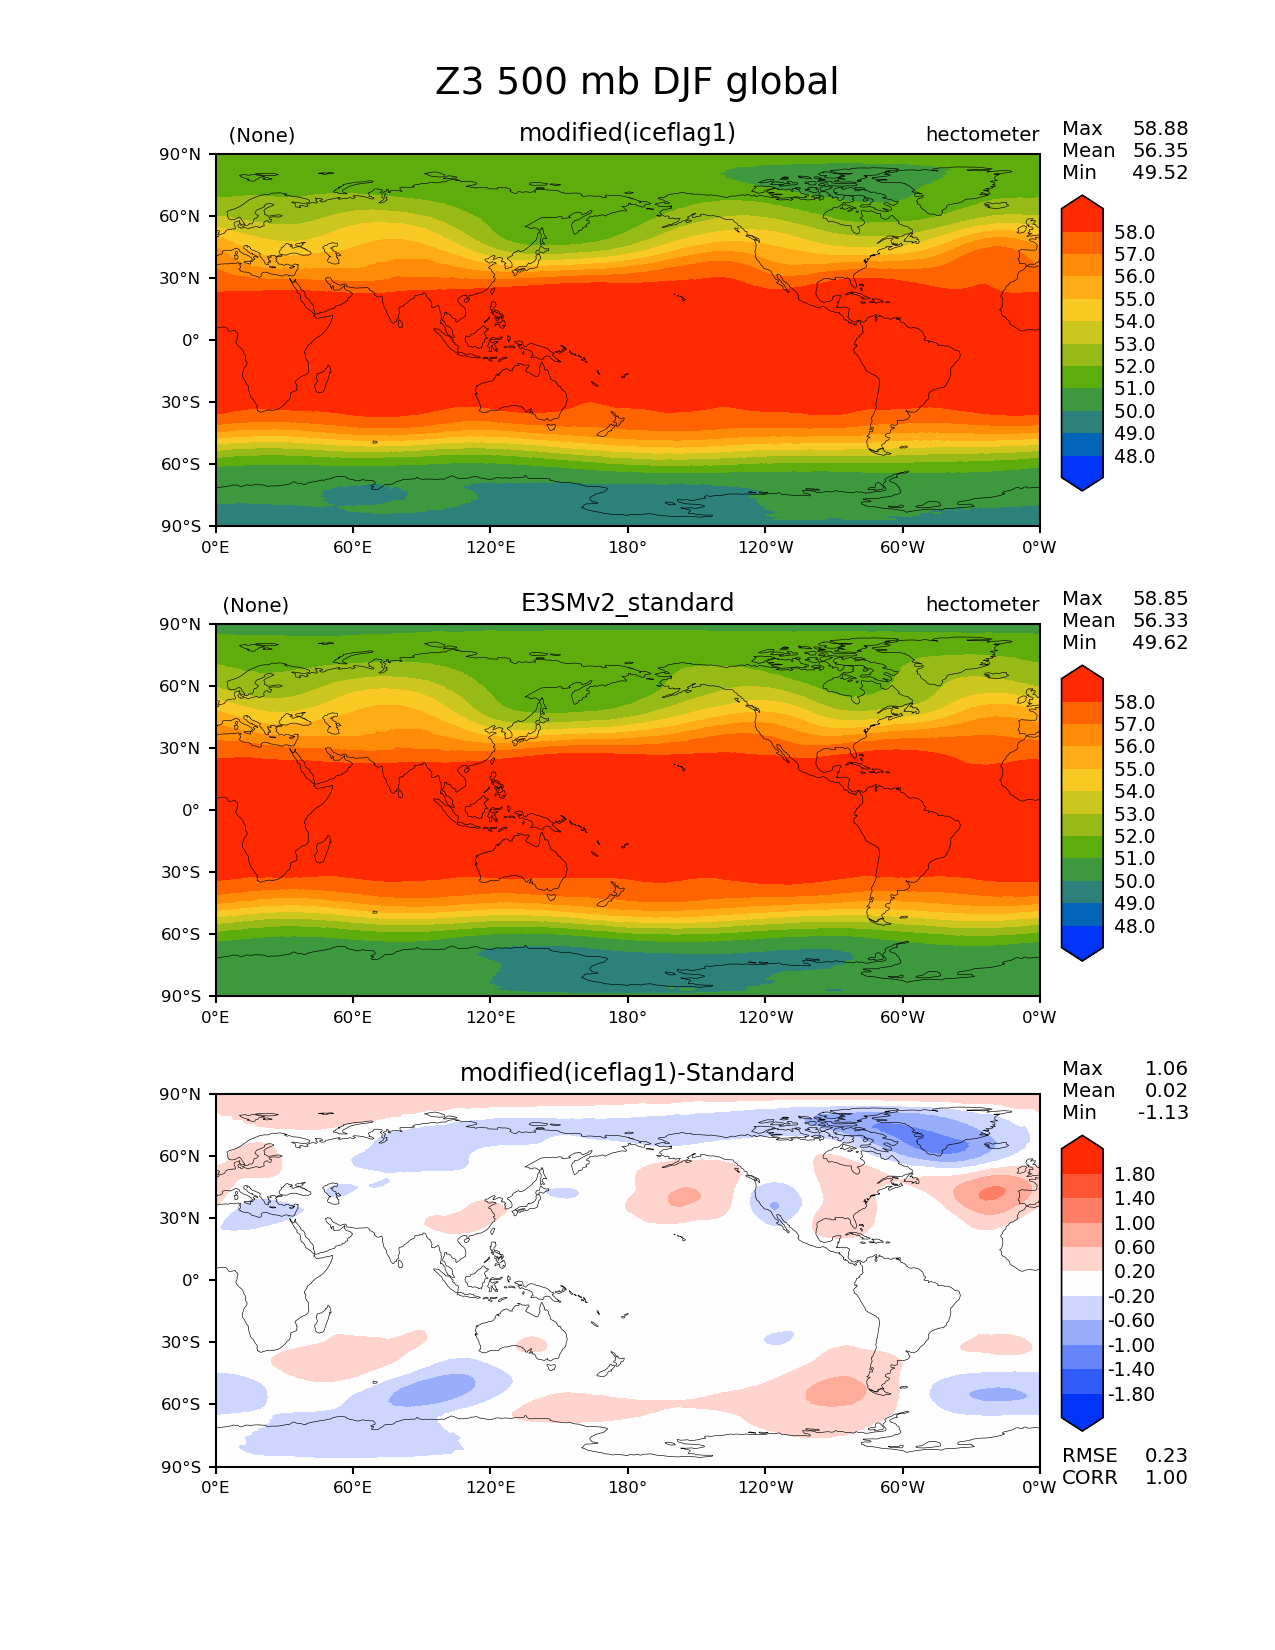 Z3 500 mb DJF global
(None) modified(iceflag1) hectometer
Max 58.88
Mean 56.35
Min 49.52
90°N
60°N
30°N
0°
30°S
60°S
90°S
0°E 60°E 120°E 180° 120°W 60°W 0°W
58.0
57.0
56.0
55.0
54.0
53.0
52.0
51.0
50.0
49.0
48.0
(None) E3SMv2_standard hectometer
Max 58.85
Mean 56.33
Min 49.62
90°N
60°N
30°N
0°
30°S
60°S
90°S
0°E 60°E 120°E 180° 120°W 60°W 0°W
58.0
57.0
56.0
55.0
54.0
53.0
52.0
51.0
50.0
49.0
48.0
modified(iceflag1)-Standard
Max 1.06
Mean 0.02
Min -1.13
90°N
60°N
30°N
0°
30°S
60°S
90°S
0°E 60°E 120°E 180° 120°W 60°W 0°W
1.80
1.40
1.00
0.60
0.20
-0.20
-0.60
-1.00
-1.40
-1.80
RMSE 0.23
CORR 1.00